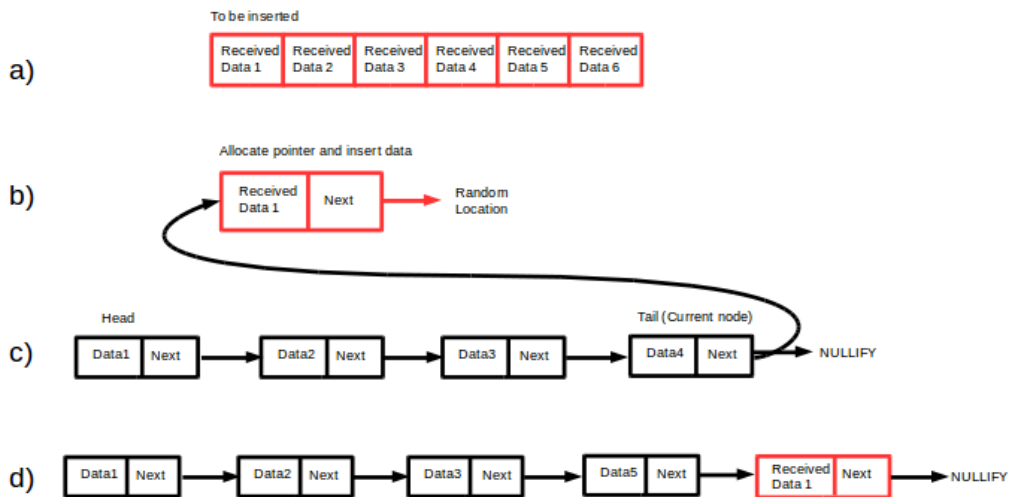 To be inserted
a)
Received Received Received Received Received Received
Data 1 Data 2 Data 3 Data 4 Data 5 Data 6
Allocate pointer and insert data
b)
Received
Data 1
Next
Random
Location
Head
Tail (Current node)
c)
Data1 Next Data2 Next Data3 Next Data4 Next NULLIFY
d)
Data1 Next Data2 Next Data3 Next Data5 Next Received Next NULLIFY
Data 1